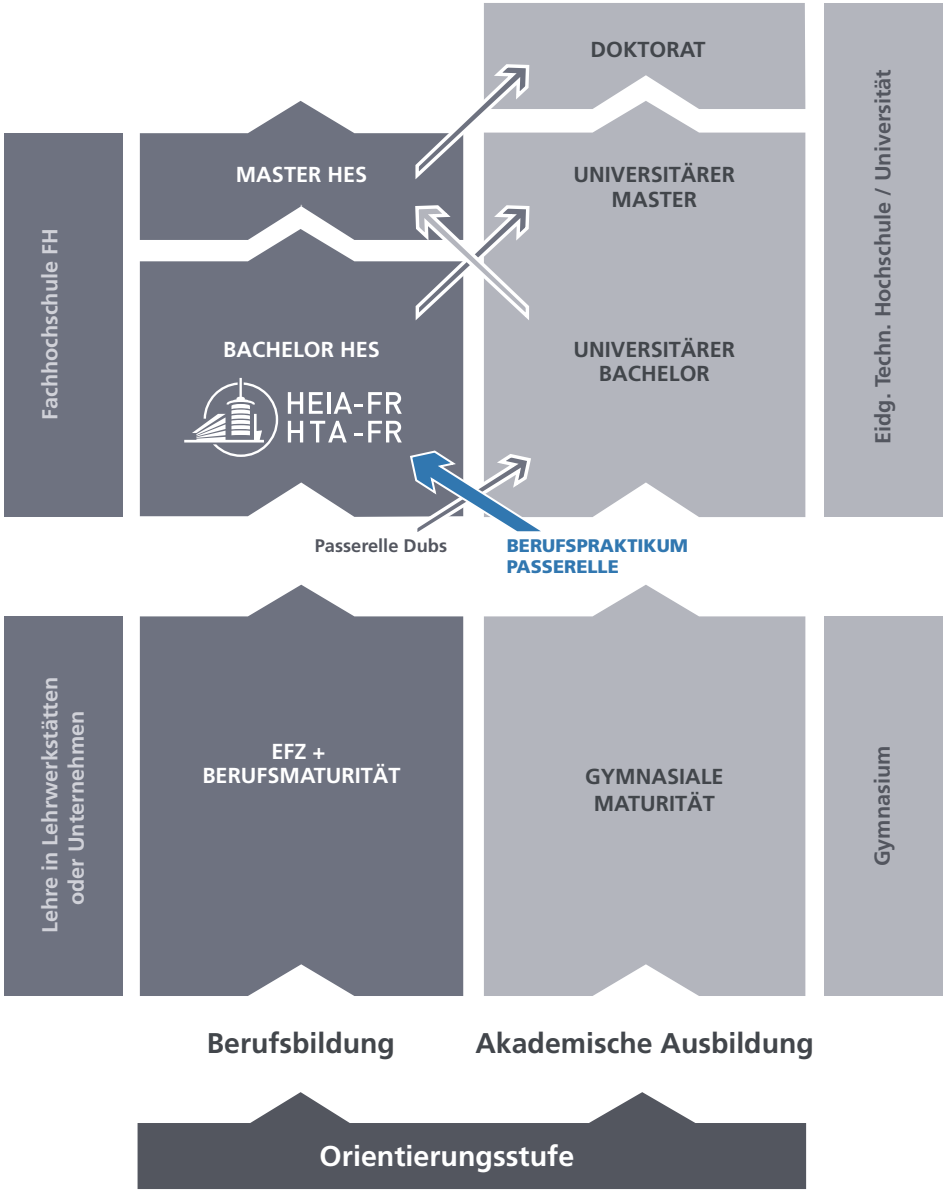 DOKTORAT
MASTER HES
UNIVERSITÄRER
MASTER
Fachhochschule FH
Eidg. Techn. Hochschule / Universität
BACHELOR HES
UNIVERSITÄRER
BACHELOR
HEIA-FR
HTA-FR
Passerelle Dubs
BERUFSPRAKTIKUM
PASSERELLE
Lehre in Lehrwerkstätten
oder Unternehmen
EFZ +
BERUFSMATURITÄT
GYMNASIALE
MATURITÄT
Gymnasium
Berufsbildung
Akademische Ausbildung
Orientierungsstufe